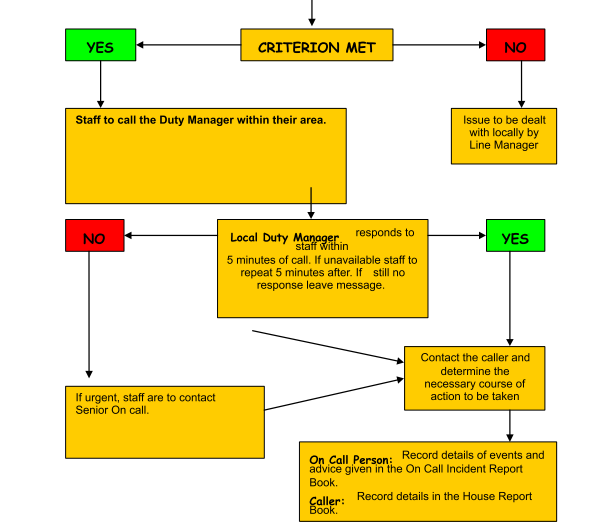 YES
CRITERION MET
NO
Staff to call the Duty Manager within their area.
Issue to be dealt
with locally by
Line Manager
NO
Local Duty Manager responds to
staff within
5 minutes of call. If unavailable staff to
repeat 5 minutes after. If still no
response leave message.
YES
Contact the caller and
determine the
necessary course of
action to be taken
If urgent, staff are to contact
Senior On call.
On Call Person: Record details of events and
advice given in the On Call Incident Report
Book.
Caller: Record details in the House Report
Book.